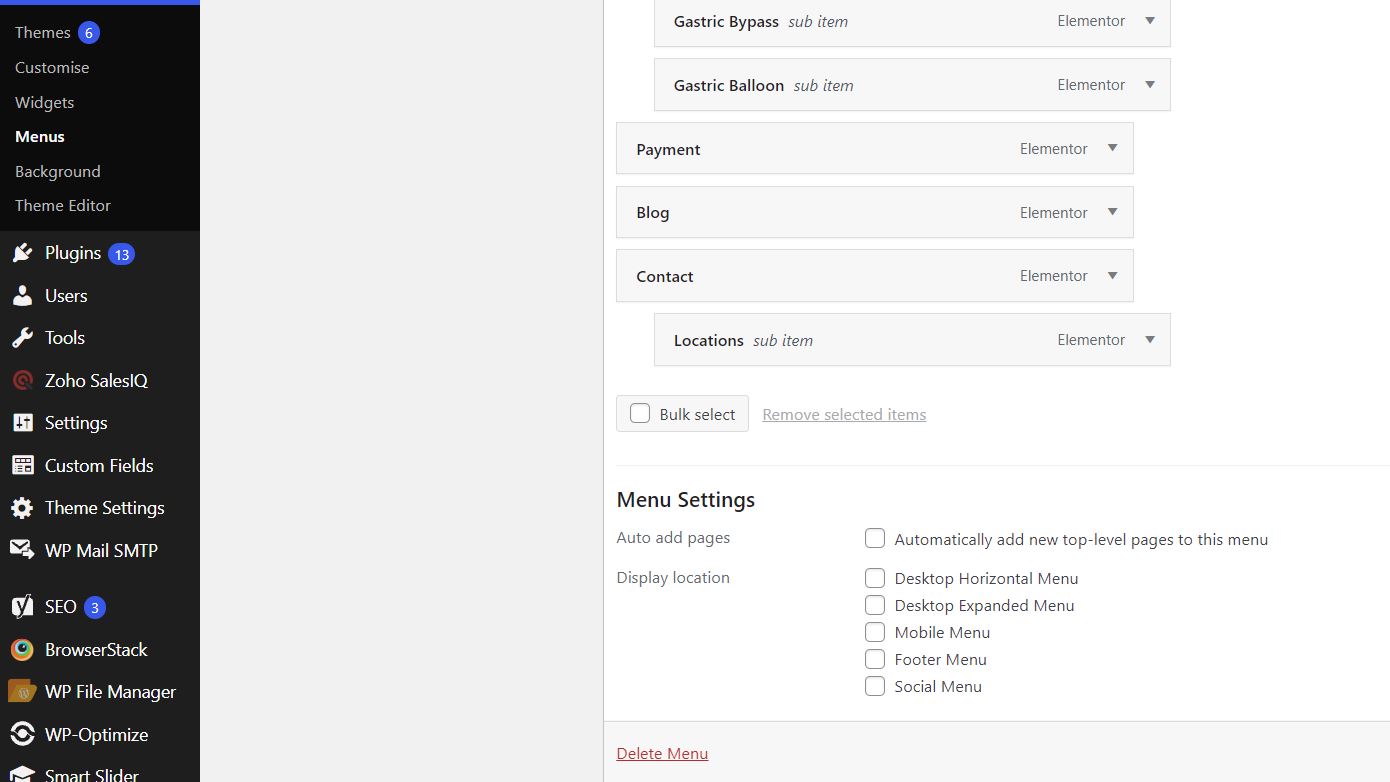 Themes 6
Customise
Widgets
Menus
Background
Theme Editor
Plugins 13
Users
Tools
Zoho SalesIQ
Settings
Custom Fields
Theme Settings
WP Mail SMTP
SEO 3
BrowserStack
WP File Manager
WP-Optimize
Smart Slider
Gastric Bypass sub item Elementor
Gastric Balloon sub item Elementor
Payment Elementor
Blog Elementor
Contact Elementor
Locations sub item Elementor
Bulk select Remove selected items
Menu Settings
Auto add pages Automatically add new top-level pages to this menu
Display location Desktop Horizontal Menu
Desktop Expanded Menu
Mobile Menu
Footer Menu
Social Menu
Delete Menu